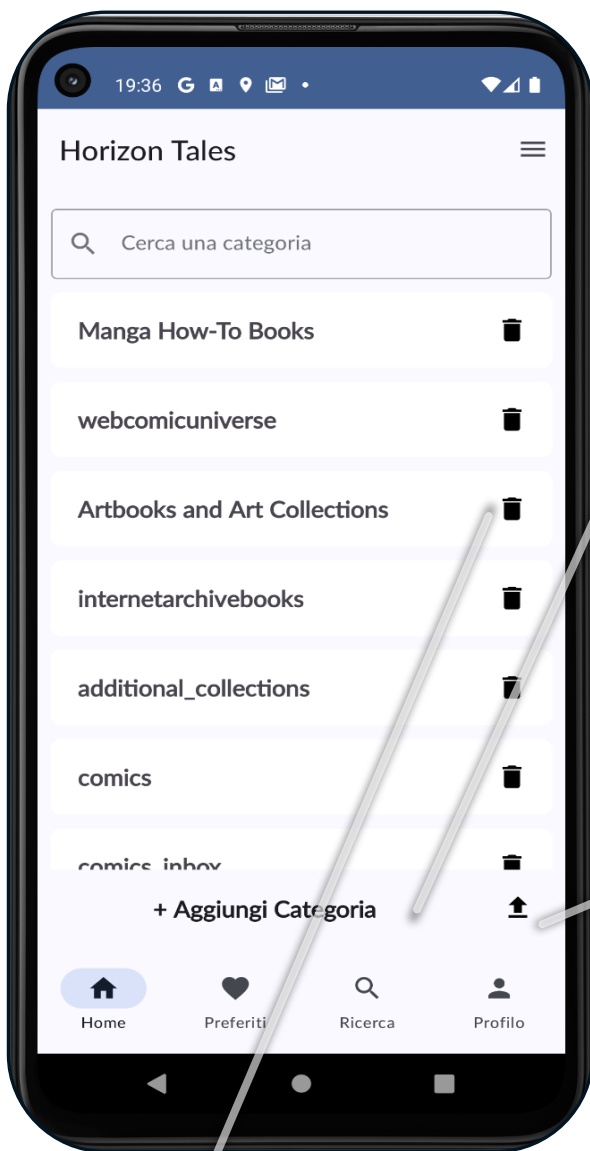 19:36
Horizon Tales
Cerca una categoria
Manga How-To Books
webcomicuniverse
Artbooks and Art Collections
internetarchivebooks
additional_collections
comics
comics_inbox
+ Aggiungi Categoria
Home Preferiti Ricerca Profilo